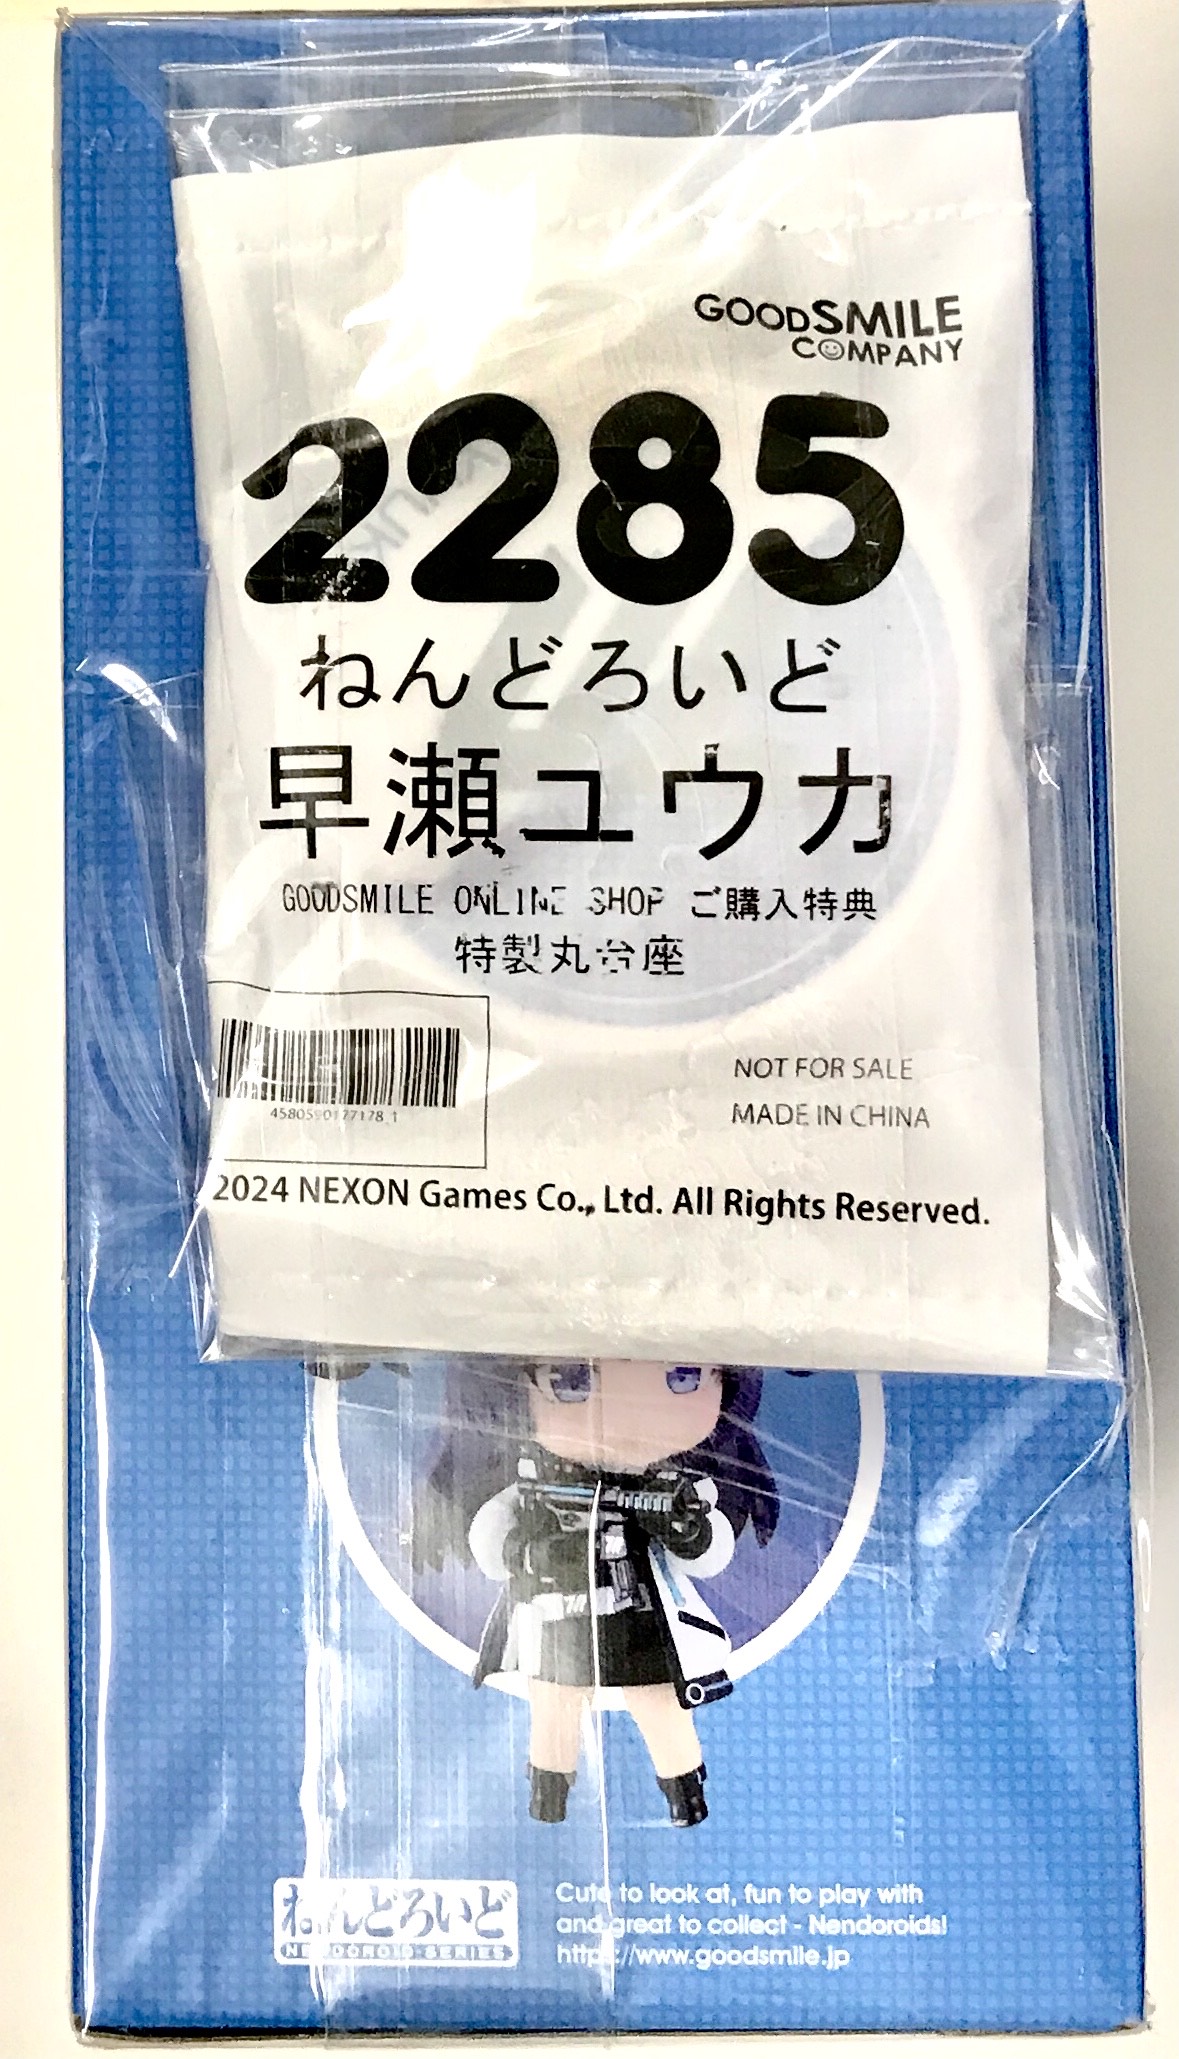 GOODSMILE
COMPANY
2285
ねんどろいど
早瀬ユウカ
GOODSMILE ONLINE SHOP ご購入特典
特製丸台座
NOT FOR SALE
MADE IN CHINA
2024 NEXON Games Co., Ltd. All Rights Reserved.
ねんどろいど
NENDOROID SERIES
Cute to look at, fun to play with
and great to collect - Nendoroids!
http://www.goodsmile.jp